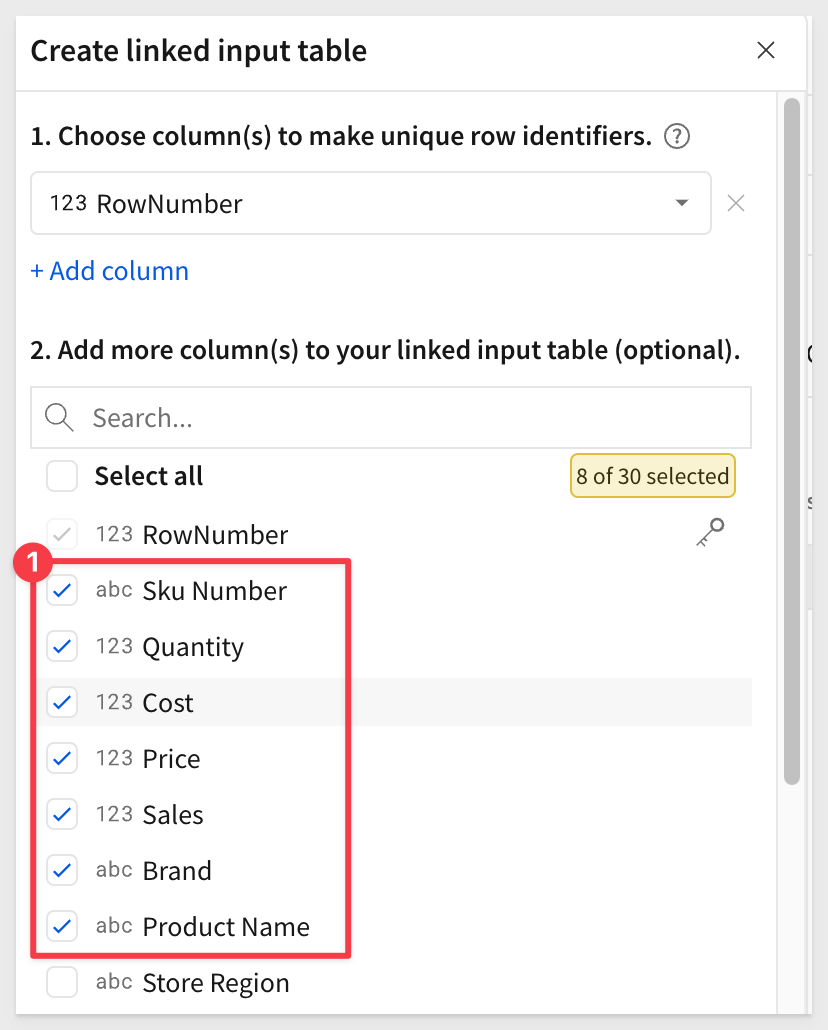 Create linked input table
1. Choose column(s) to make unique row identifiers. ?
123 RowNumber
+ Add column
2. Add more column(s) to your linked input table (optional).
Search...
Select all 8 of 30 selected
123 RowNumber
1
abc Sku Number
123 Quantity
123 Cost
123 Price
123 Sales
abc Brand
abc Product Name
abc Store Region